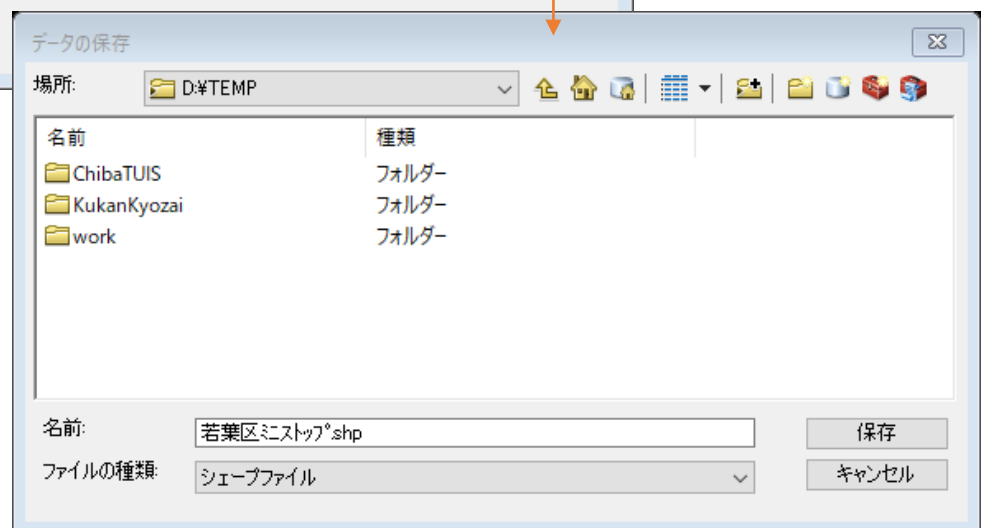 データの保存
場所: D:¥TEMP
名前 種類
ChibaTUIS フォルダー
KukanKyozai フォルダー
work フォルダー
名前: 若葉区ミニストップ.shp 保存
ファイルの種類: シェープファイル キャンセル